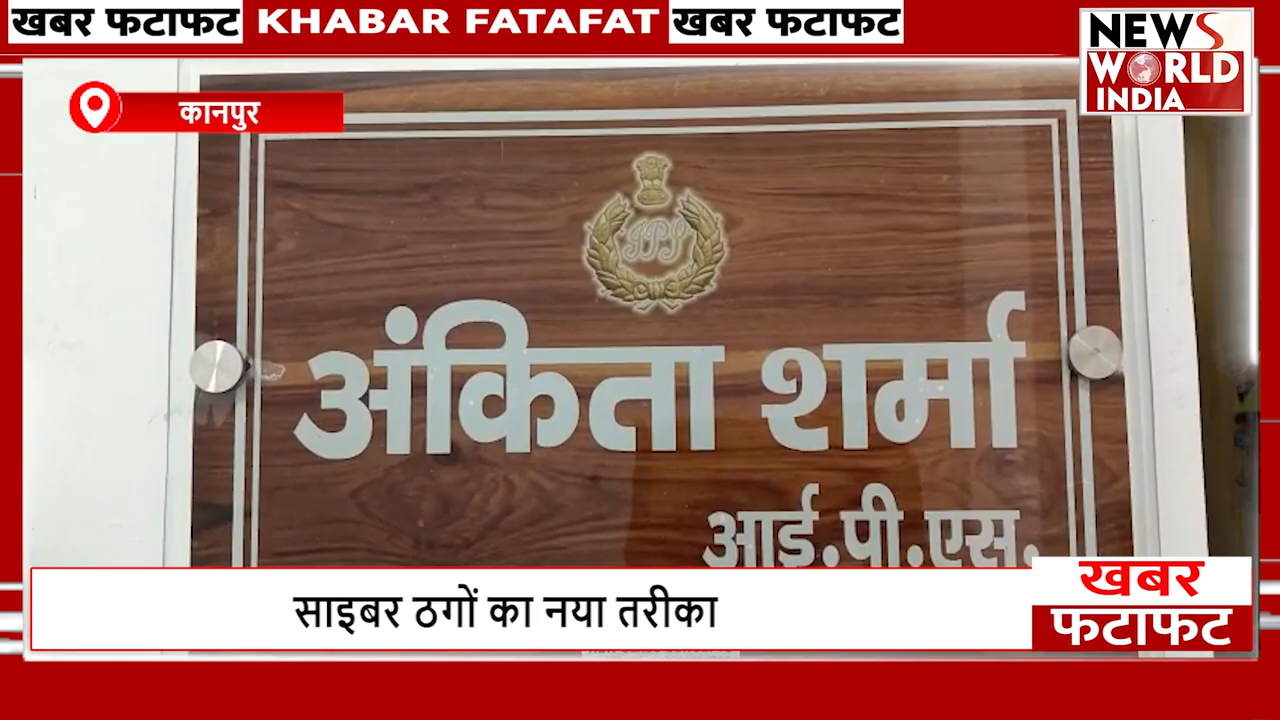 खबर फटाफट KHABAR FATAFAT खबर फटाफट
NEWS
WORLD
INDIA
कानपुर
IPS
अंकिता शर्मा
आई.पी.एस.
साइबर ठगों का नया तरीका
खबर
फटाफट